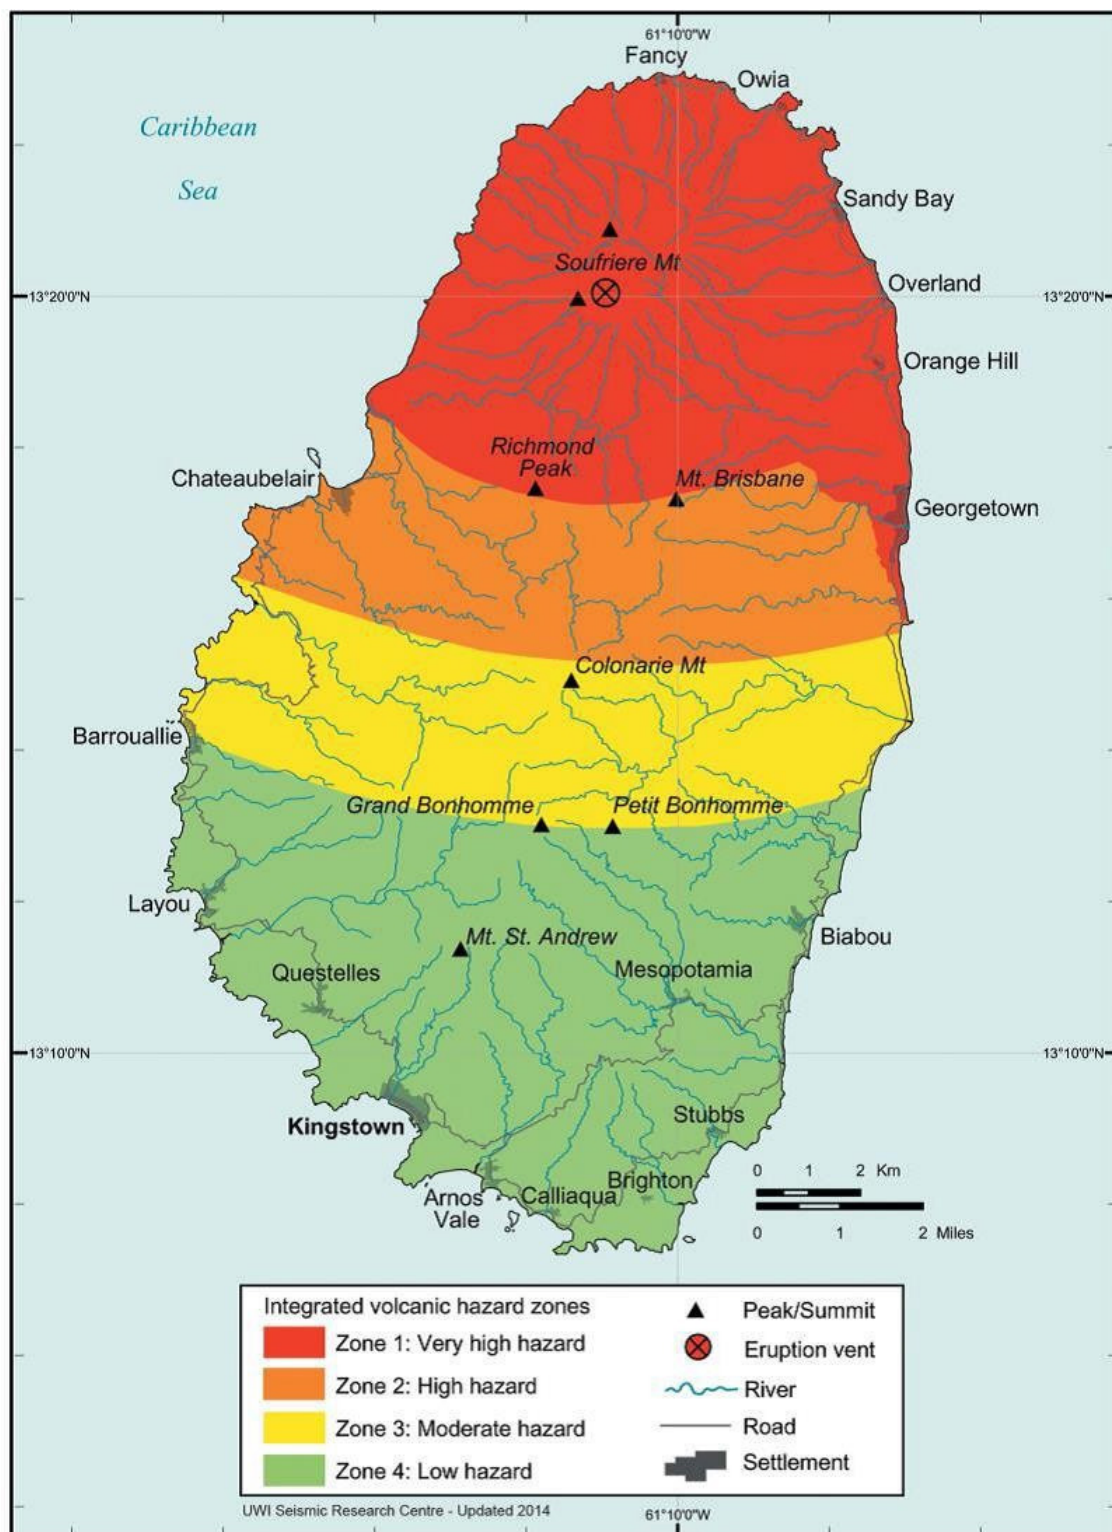 61°10'0"W
Fancy
Owia
Caribbean
Sea
Sandy Bay
Soufriere Mt
Overland
13°20'0"N
13°20'0"N
Orange Hill
Richmond
Peak
Mt. Brisbane
Chateaubelair
Georgetown
Colonarie Mt
Barrouallie
Grand Bonhomme
Petit Bonhomme
Layou
Mt. St. Andrew
Biabou
Questelles
Mesopotamia
13°10'0"N
13°10'0"N
Kingstown
Stubbs
Brighton
Arnos
Vale
Calliaqua
0 1 2 Km
0 1 2 Miles
Integrated volcanic hazard zones
Zone 1: Very high hazard
Zone 2: High hazard
Zone 3: Moderate hazard
Zone 4: Low hazard
Peak/Summit
Eruption vent
River
Road
Settlement
UWI Seismic Research Centre - Updated 2014
61°10'0"W